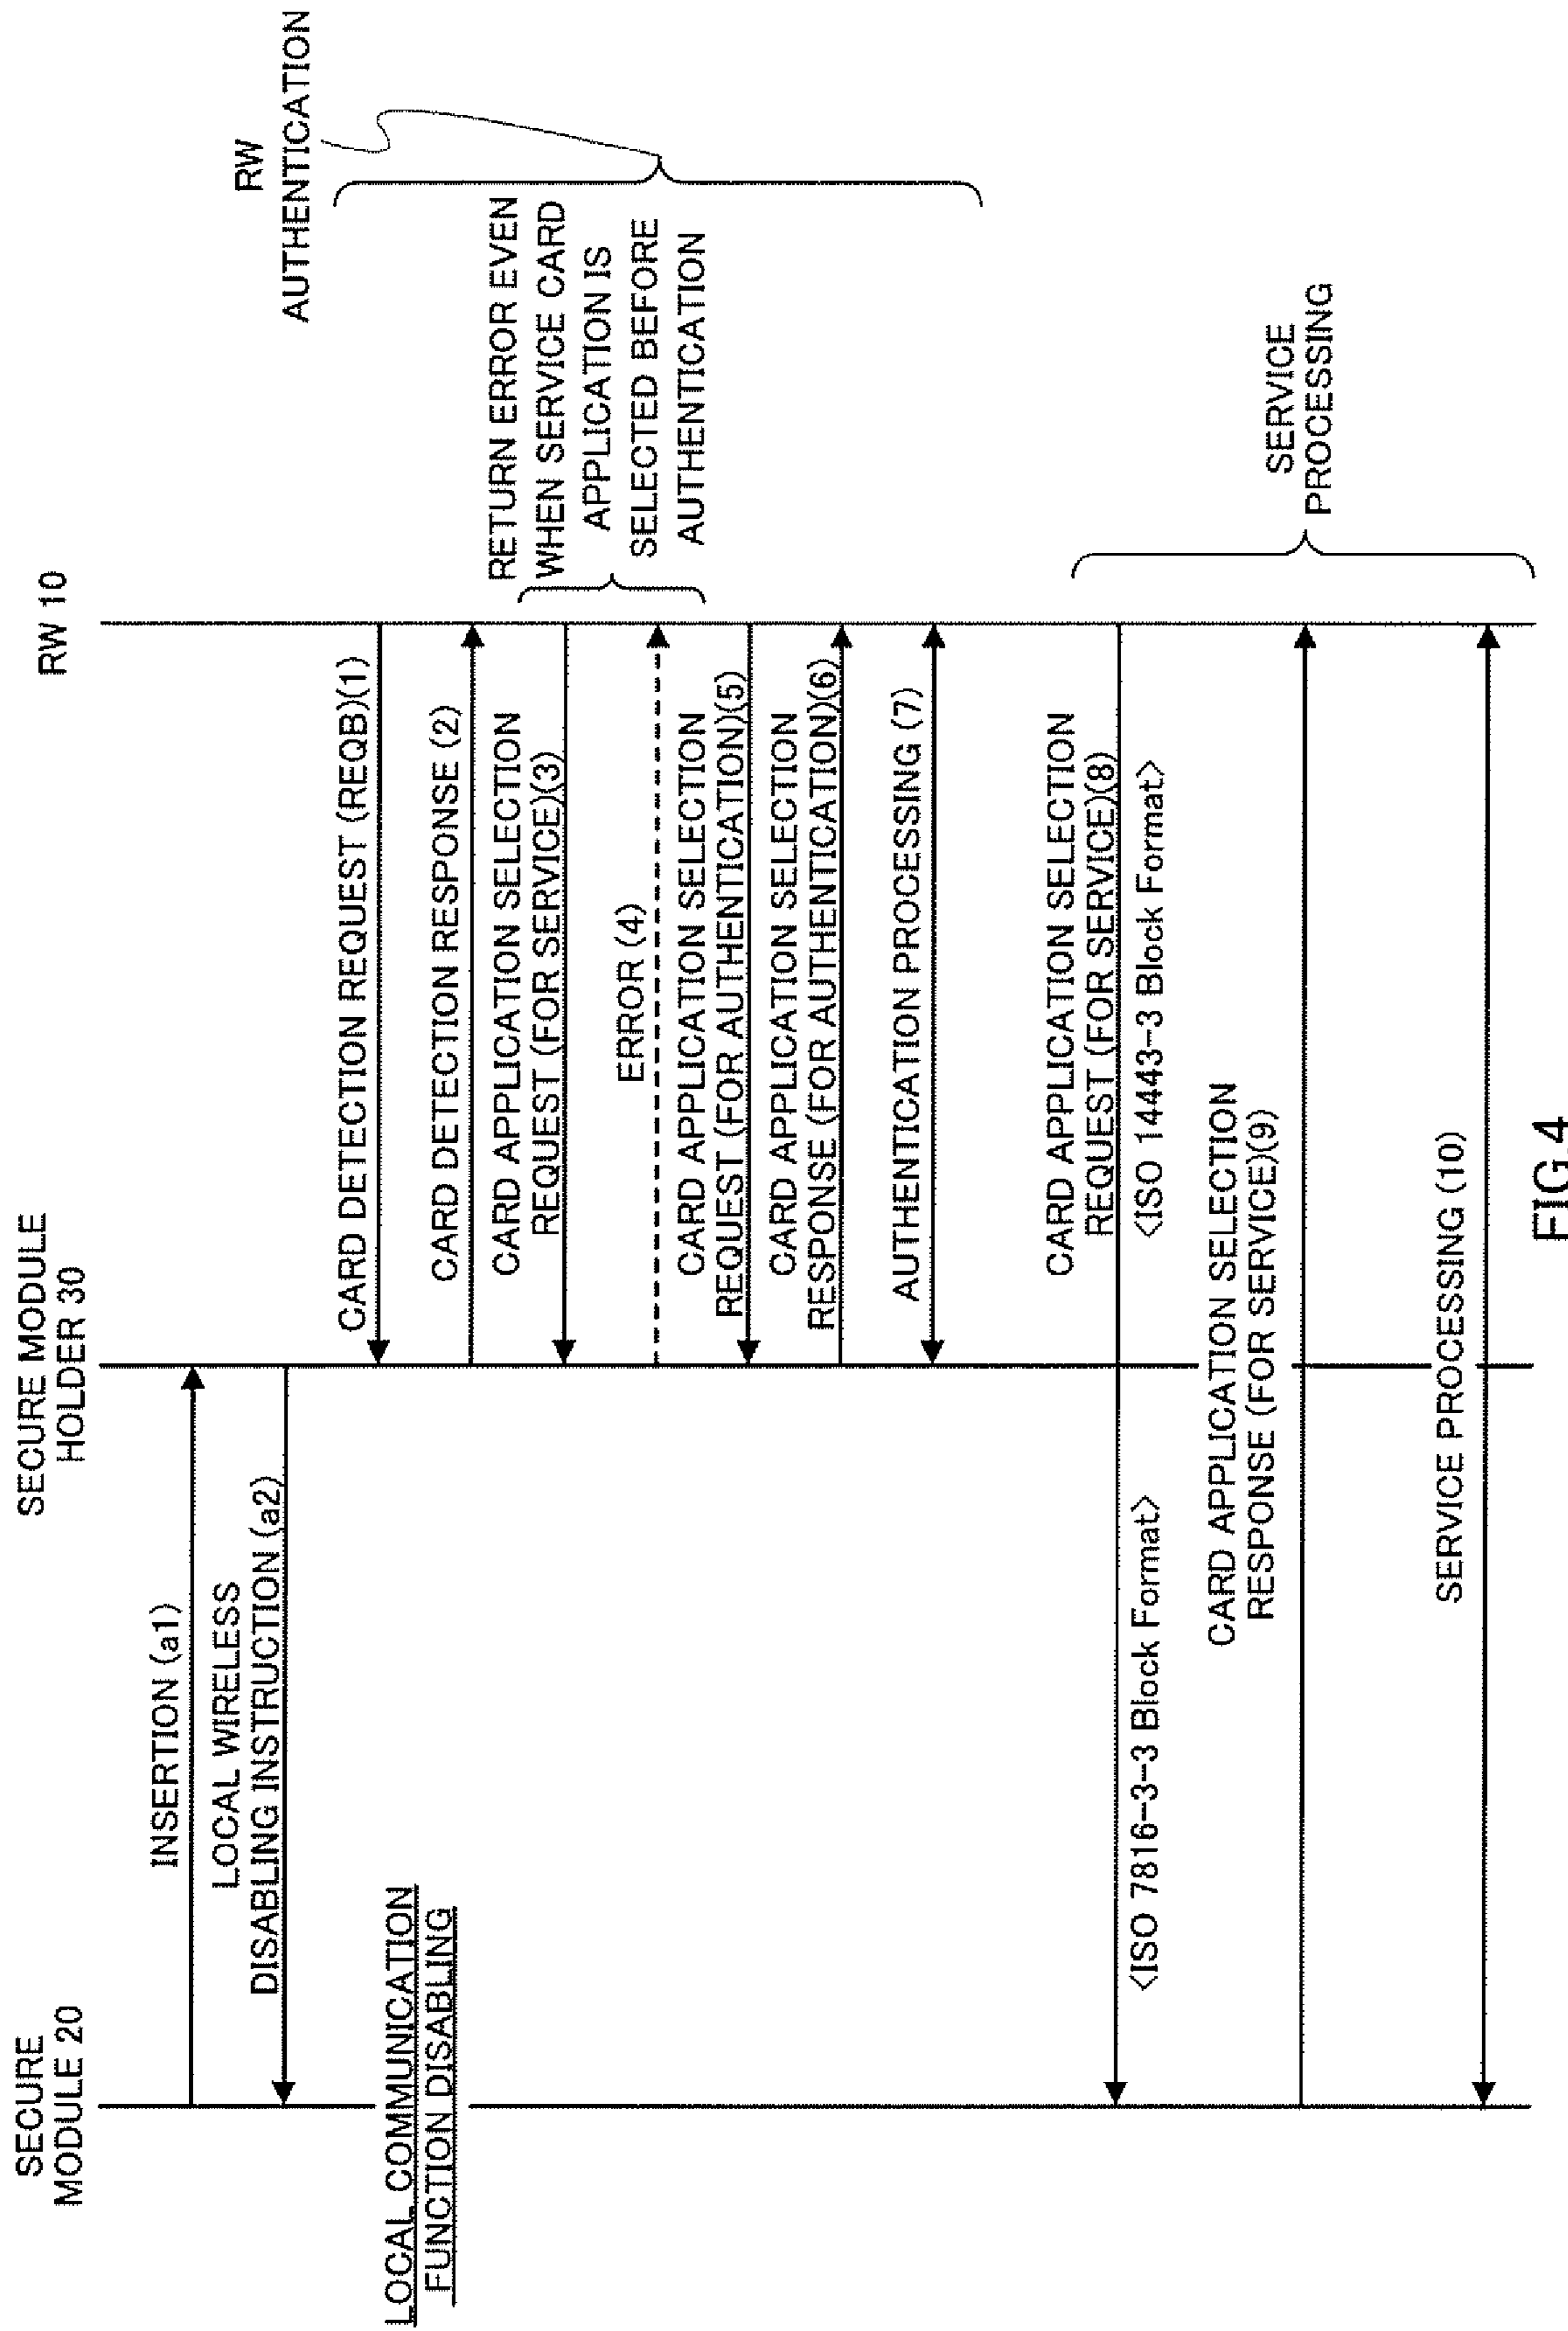 SECURE
MODULE 20
SECURE MODULE
HOLDER 30
RW 10
INSERTION (a1)
LOCAL WIRELESS
DISABLING INSTRUCTION (a2)
LOCAL COMMUNICATION
FUNCTION DISABLING
CARD DETECTION REQUEST (REQB)(1)
CARD DETECTION RESPONSE (2)
CARD APPLICATION SELECTION
REQUEST (FOR SERVICE)(3)
ERROR (4)
CARD APPLICATION SELECTION
REQUEST (FOR AUTHENTICATION)(5)
CARD APPLICATION SELECTION
RESPONSE (FOR AUTHENTICATION)(6)
AUTHENTICATION PROCESSING (7)
RW
AUTHENTICATION
RETURN ERROR EVEN
WHEN SERVICE CARD
APPLICATION IS
SELECTED BEFORE
AUTHENTICATION
CARD APPLICATION SELECTION
REQUEST (FOR SERVICE)(8)
<ISO 7816-3-3 Block Format>
<ISO 14443-3 Block Format>
CARD APPLICATION SELECTION
RESPONSE (FOR SERVICE)(9)
SERVICE
PROCESSING
SERVICE PROCESSING (10)
FIG.4